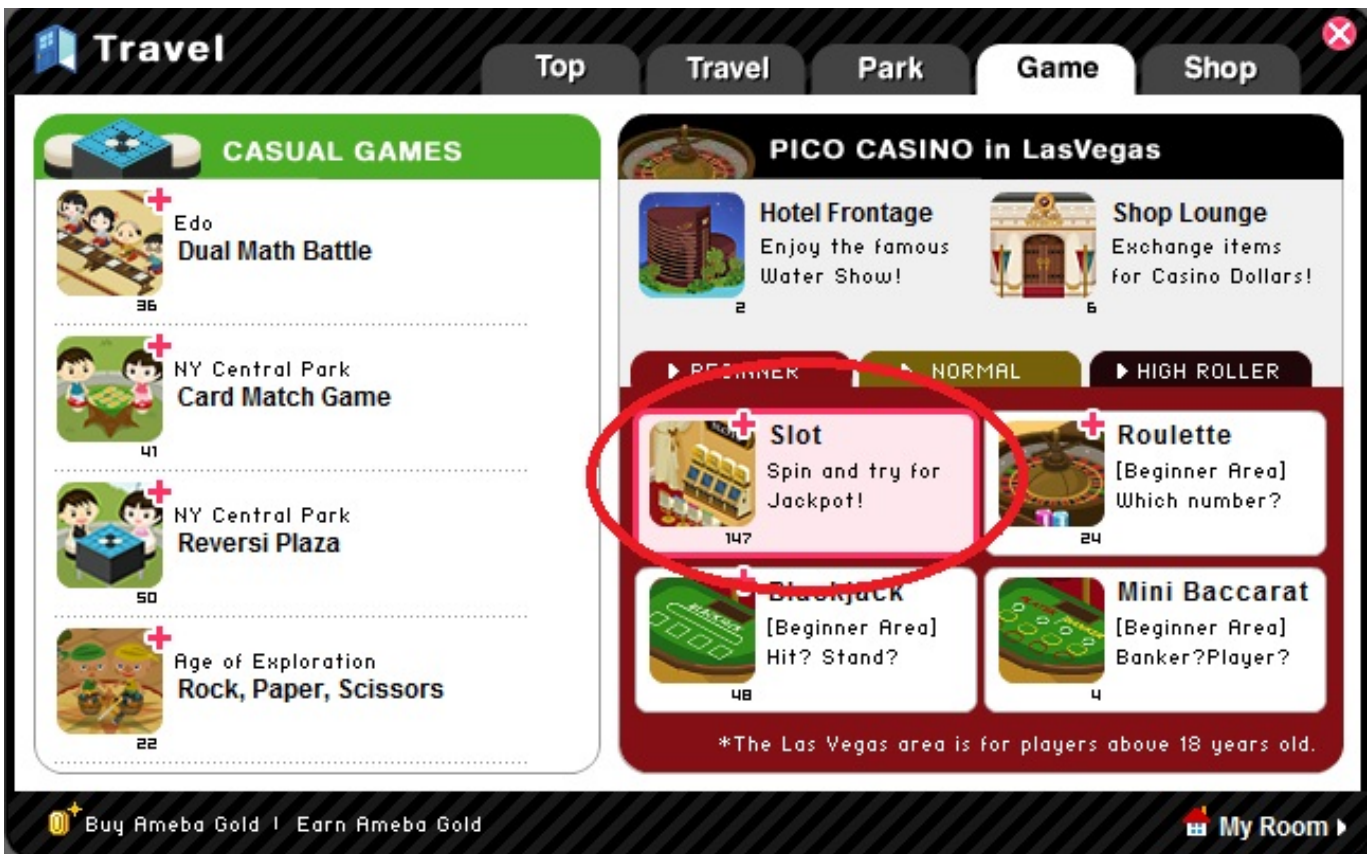 Travel
Top
Travel
Park
Game
Shop
CASUAL GAMES
Edo
Dual Math Battle
36
NY Central Park
Card Match Game
41
NY Central Park
Reversi Plaza
50
Age of Exploration
Rock, Paper, Scissors
22
PICO CASINO in LasVegas
Hotel Frontage
Enjoy the famous
Water Show!
2
Shop Lounge
Exchange items
for Casino Dollars!
6
BEGINNER
NORMAL
HIGH ROLLER
Slot
Spin and try for
Jackpot!
147
Roulette
[Beginner Area]
Which number?
24
Blackjack
[Beginner Area]
Hit? Stand?
48
Mini Baccarat
[Beginner Area]
Banker?Player?
4
*The Las Vegas area is for players above 18 years old.
Buy Ameba Gold | Earn Ameba Gold
My Room